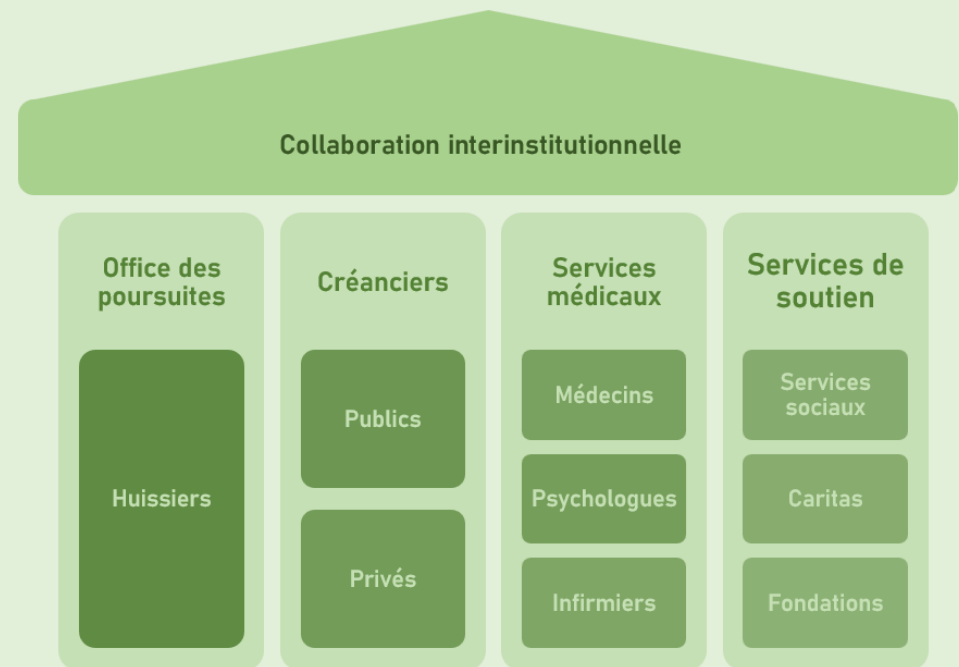 Collaboration interinstitutionnelle
Office des
poursuites
Huissiers
Créanciers
Publics
Privés
Services
médicaux
Médecins
Psychologues
Infirmiers
Services de
soutien
Services
sociaux
Caritas
Fondations